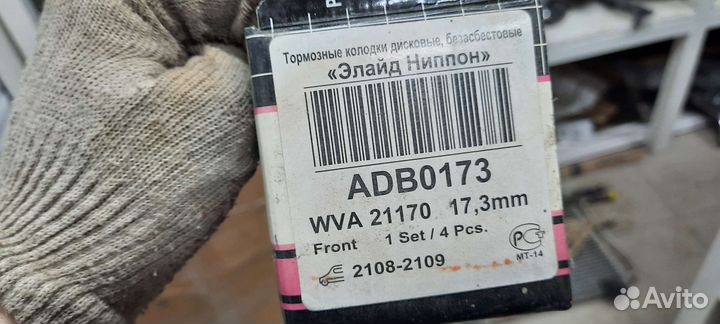 Тормозные колодки дисковые, безасбестовые
«Элайд Ниппон»
ADB0173
WVA 21170 17,3mm
Front 1 Set / 4 Pcs.
2108-2109
МТ-14
Avito